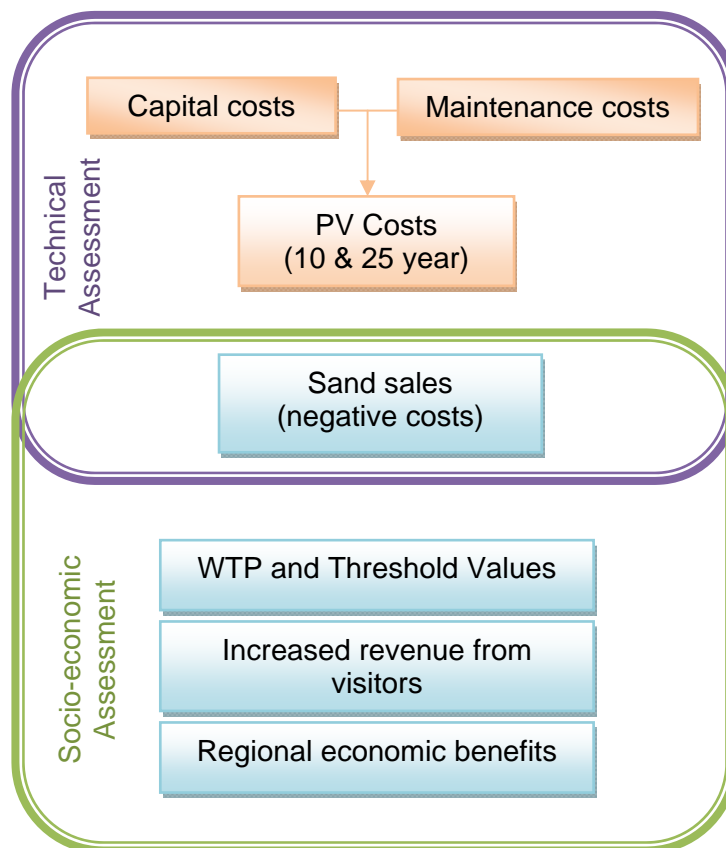 Capital costs
Maintenance costs
Technical
Assessment
PV Costs
(10 & 25 year)
Sand sales
(negative costs)
Socio-economic
Assessment
WTP and Threshold Values
Increased revenue from
visitors
Regional economic benefits